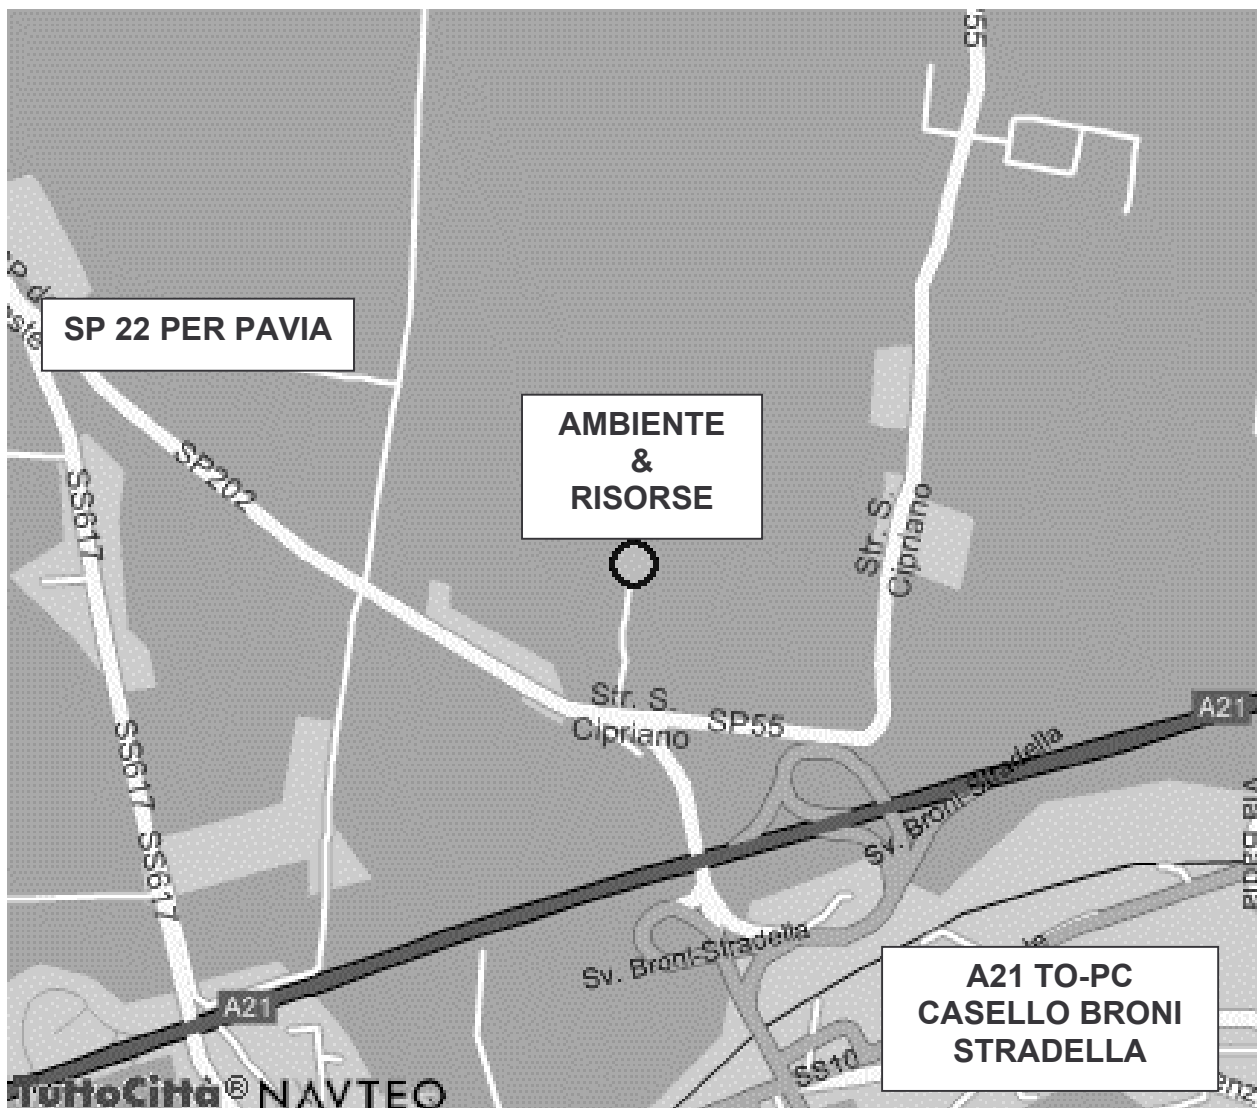 55
SP 22 PER PAVIA
AMBIENTE
&
RISORSE
SP202
SS617
Str. S.
Cipriano
Str. S.
Cipriano
SP55
A21
SS617
Sv. Broni-Stradella
SS617
Sv. Broni-Stradella
A21
A21 TO-PC
CASELLO BRONI
STRADELLA
SS10
TuttoCittà® NAVTEQ